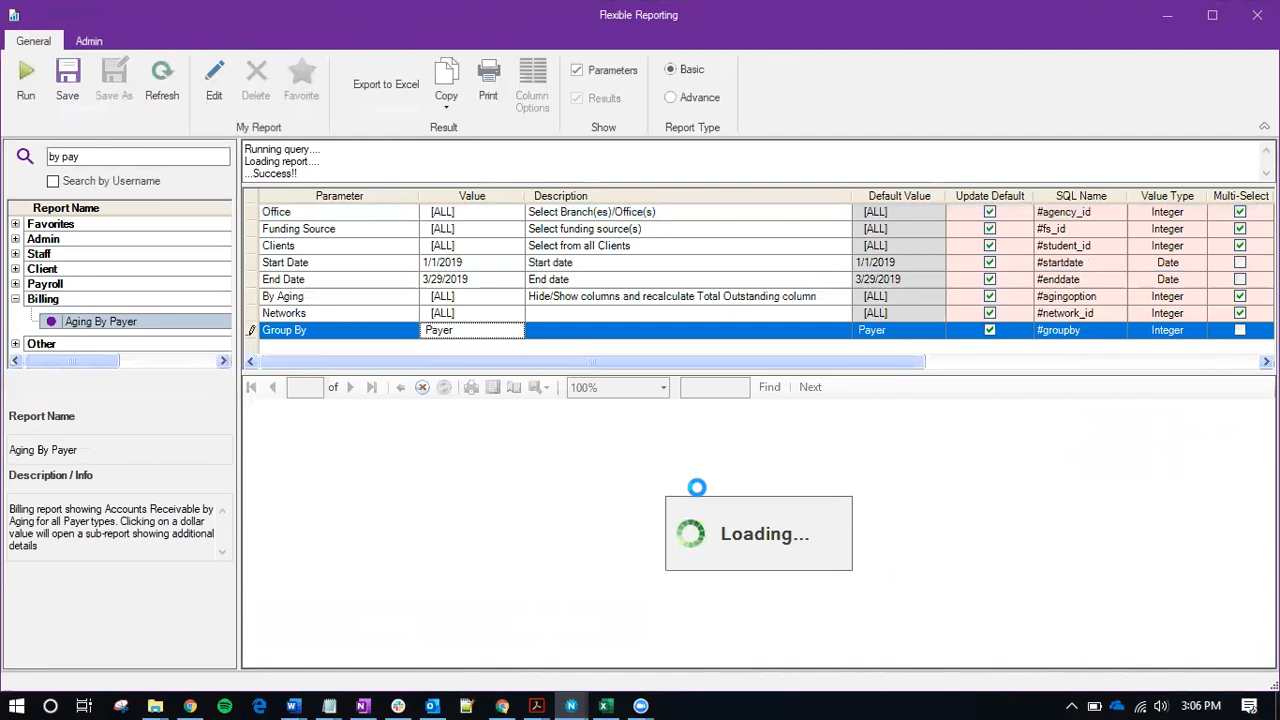 Flexible Reporting
General Admin
Run Save Save As Refresh Edit Delete Favorite Export to Excel Copy Print Column Options Parameters Results Basic Advance
My Report Result Show Report Type
by pay
Search by Username
Report Name
Favorites
Admin
Staff
Client
Payroll
Billing
Aging By Payer
Other
Report Name
Aging By Payer
Description / Info
Billing report showing Accounts Receivable by
Aging for all Payer types. Clicking on a dollar
value will open a sub-report showing additional
details
Running query....
Loading report....
...Success!!
Parameter Value Description Default Value Update Default SQL Name Value Type Multi-Select
Office [ALL] Select Branch(es)/Office(s) [ALL] #agency_id Integer
Funding Source [ALL] Select funding source(s) [ALL] #fs_id Integer
Clients [ALL] Select from all Clients [ALL] #student_id Integer
Start Date 1/1/2019 Start date 1/1/2019 #startdate Date
End Date 3/29/2019 End date 3/29/2019 #enddate Date
By Aging [ALL] Hide/Show columns and recalculate Total Outstanding column [ALL] #agingoption Integer
Networks [ALL] [ALL] #network_id Integer
Group By Payer Payer #groupby Integer
of 100% Find Next
Loading...
3:06 PM